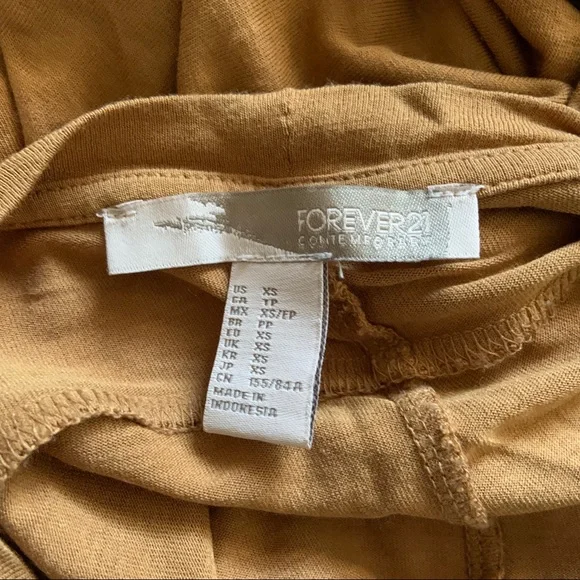 FOREVER21
CONTEMPORARY
US XS
CA TP
MX XS/EP
BR PP
EU XS
UK XS
KR XS
JP XS
CN 155/84A
MADE IN
INDONESIA